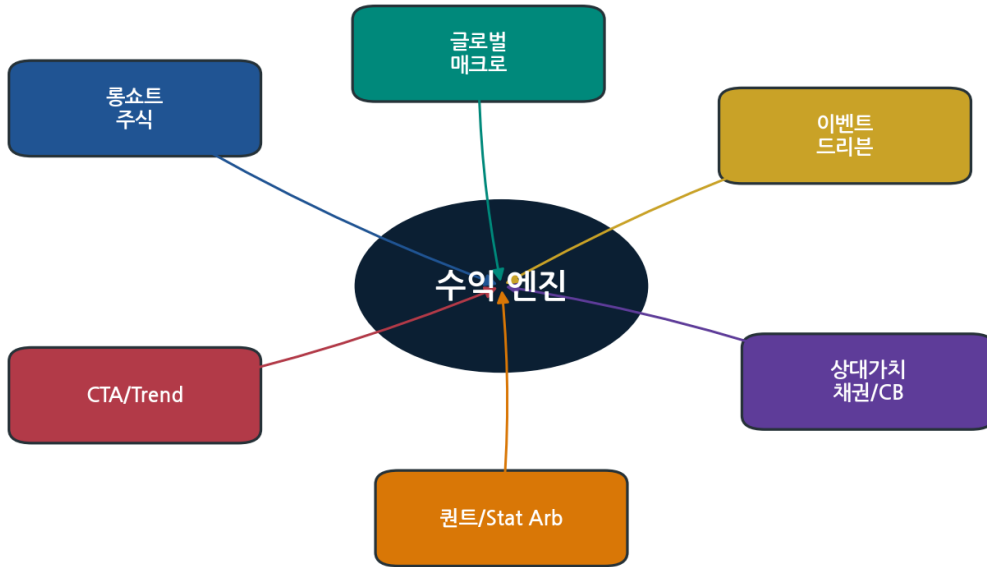 글로벌
매크로
롱쇼트
주식
이벤트
드리븐
수익 엔진
상대가치
채권/CB
CTA/Trend
퀀트/Stat Arb